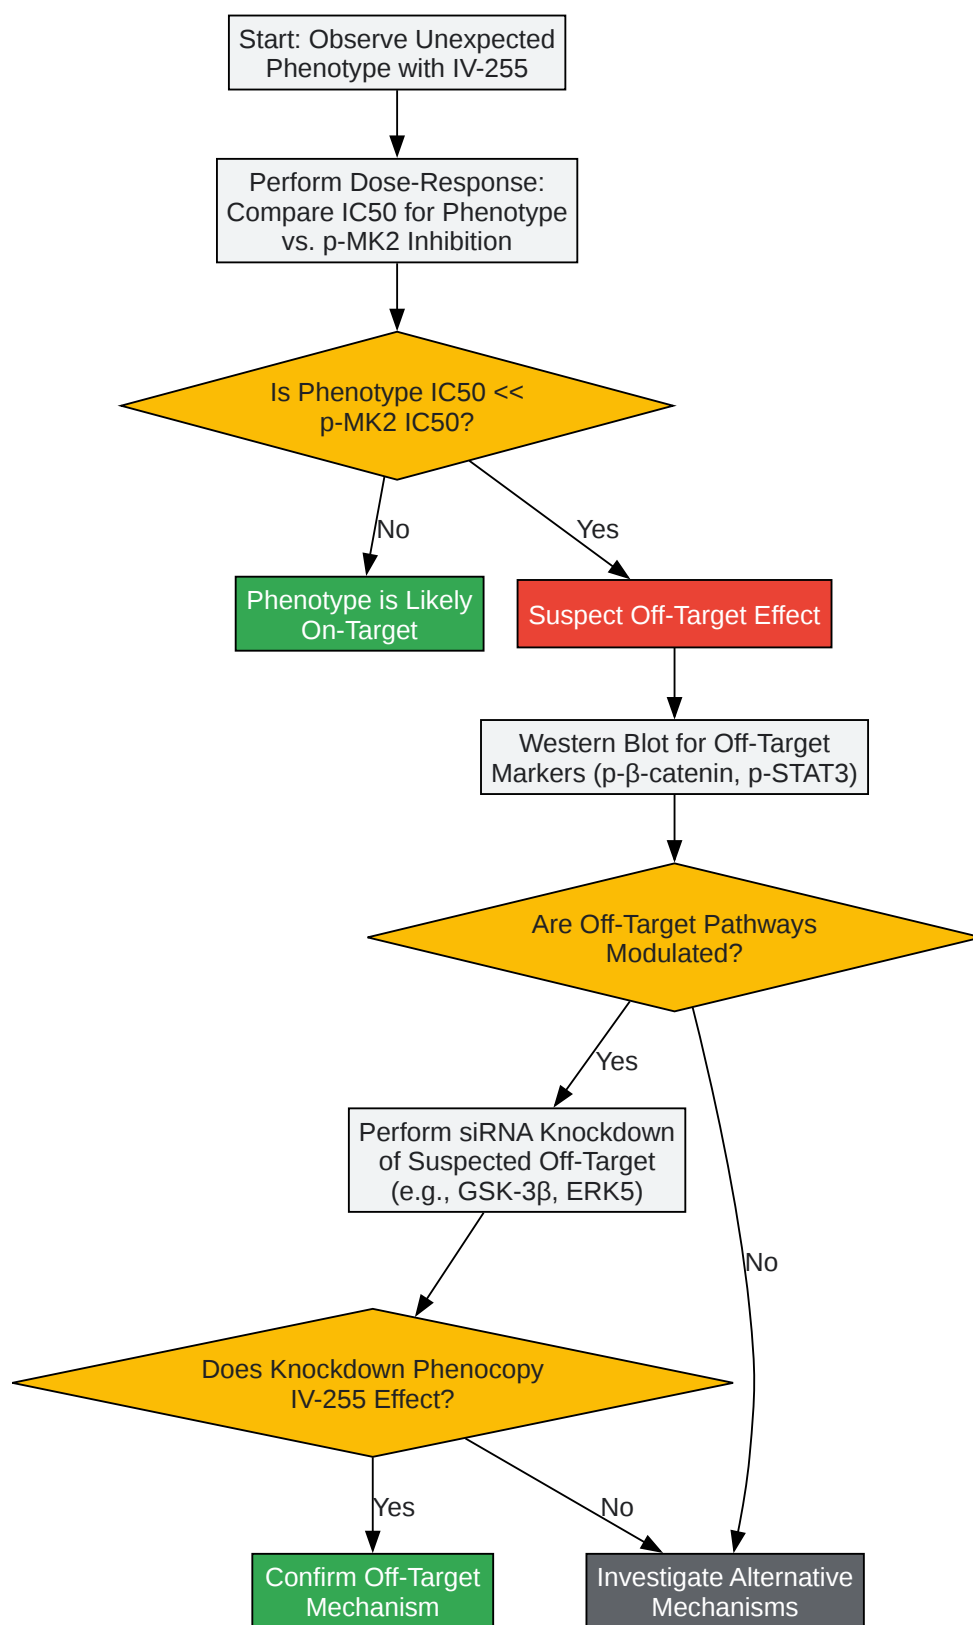 Start: Observe Unexpected
Phenotype with IV-255
Perform Dose-Response:
Compare IC50 for Phenotype
vs. p-MK2 Inhibition
Is Phenotype IC50 <<
p-MK2 IC50?
No
Yes
Phenotype is Likely
On-Target
Suspect Off-Target Effect
Western Blot for Off-Target
Markers (p-β-catenin, p-STAT3)
Are Off-Target Pathways
Modulated?
Yes
Perform siRNA Knockdown
of Suspected Off-Target
(e.g., GSK-3β, ERK5)
No
Does Knockdown Phenocopy
IV-255 Effect?
Yes
No
Confirm Off-Target
Mechanism
Investigate Alternative
Mechanisms